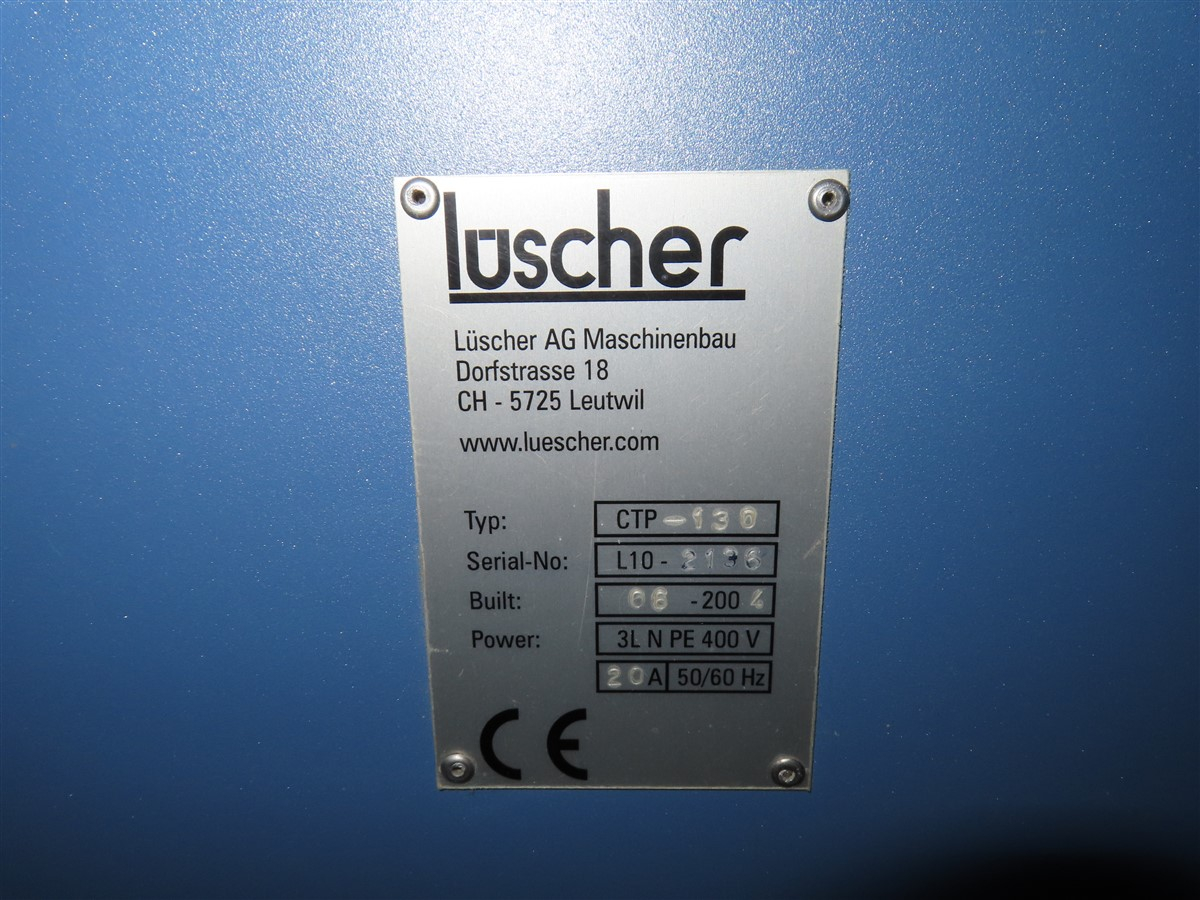 lüscher
Lüscher AG Maschinenbau
Dorfstrasse 18
CH - 5725 Leutwil
www.luescher.com
Typ: CTP -130
Serial-No: L10 - 2136
Built: 06 -2004
Power: 3L N PE 400 V
20 A 50/60 Hz
CE